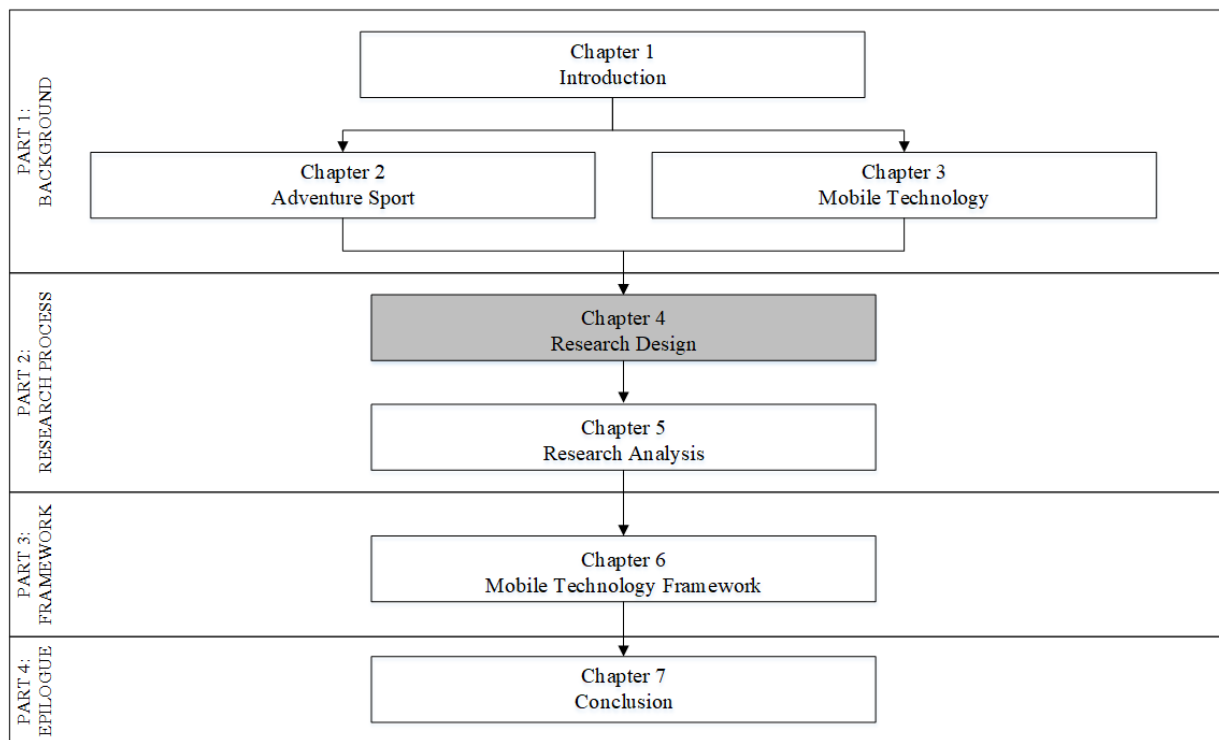 PART 1:
BACKGROUND
Chapter 1
Introduction
Chapter 2
Adventure Sport
Chapter 3
Mobile Technology
PART 2:
RESEARCH PROCESS
Chapter 4
Research Design
Chapter 5
Research Analysis
PART 3:
FRAMEWORK
Chapter 6
Mobile Technology Framework
PART 4:
EPILOGUE
Chapter 7
Conclusion